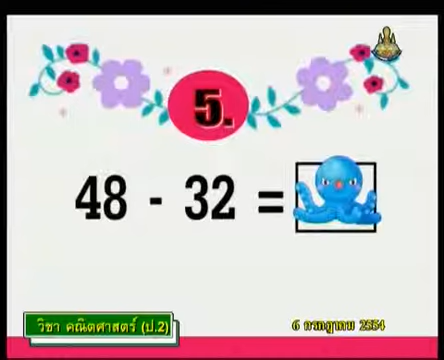 5.
48 - 32 =
วิชา คณิตศาสตร์ (ป.2)
6 กรกฎาคม 2554